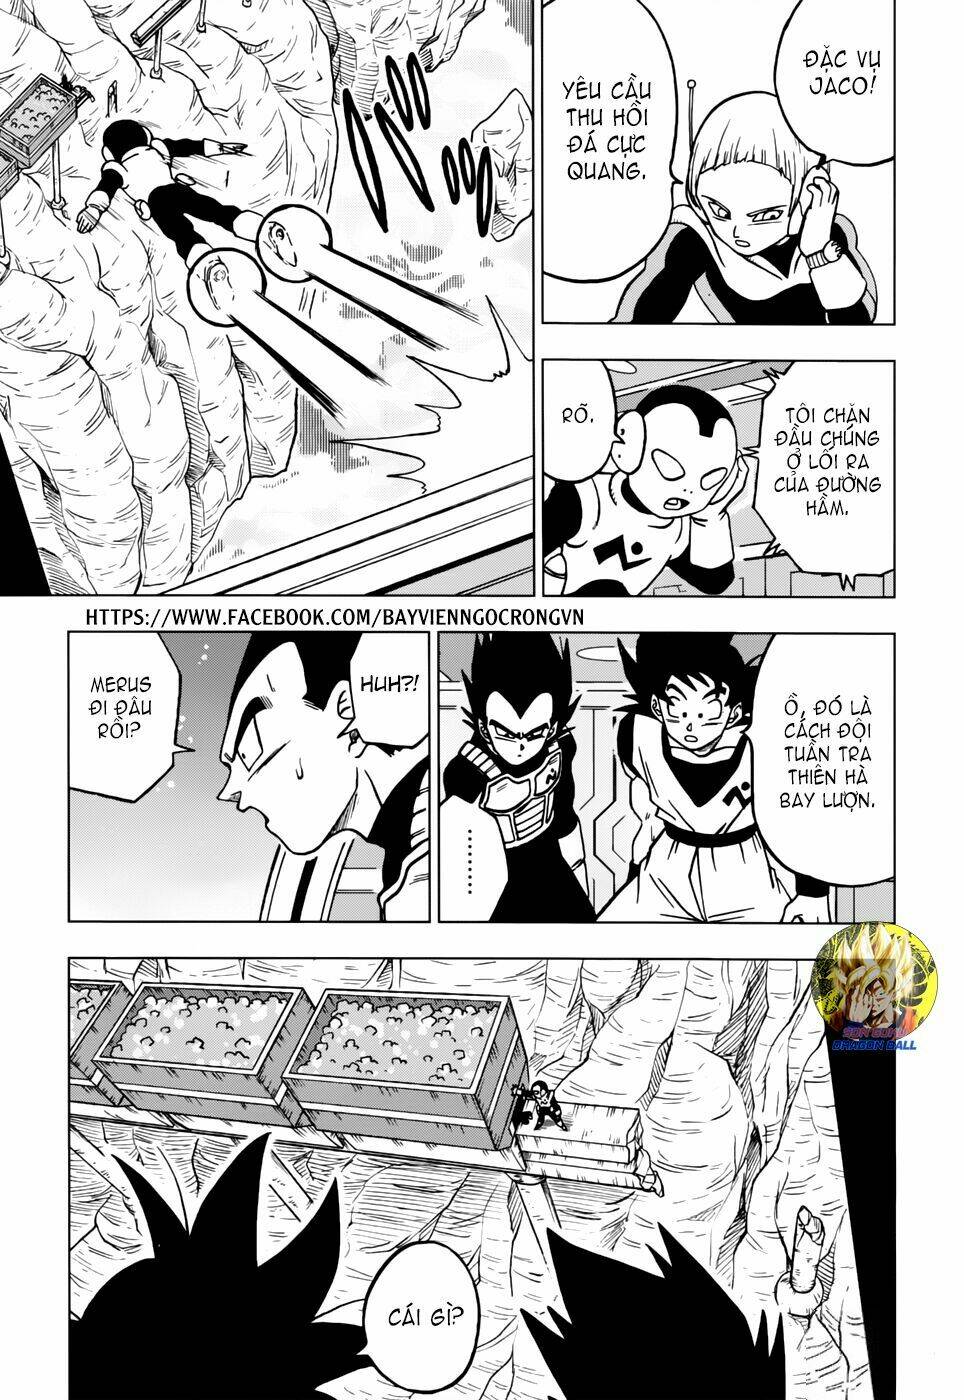 ĐẶC VỤ
JACO!
YÊU CẦU
THU HỒI
ĐÁ CỰC
QUANG.
TÔI CHẶN
ĐẦU CHÚNG
Ở LỐI RA
CỦA ĐƯỜNG
HẦM.
RÕ.
HTTPS://WWW.FACEBOOK.COM/BAYVIENNGOCRONGVN
Ồ, ĐÓ LÀ
CÁCH ĐỘI
TUẦN TRA
THIÊN HÀ
BAY LƯỢN.
.........
HUH?!
MERUS
ĐI ĐÂU
RỒI?
SON GOKU
DRAGON BALL
CÁI GÌ?